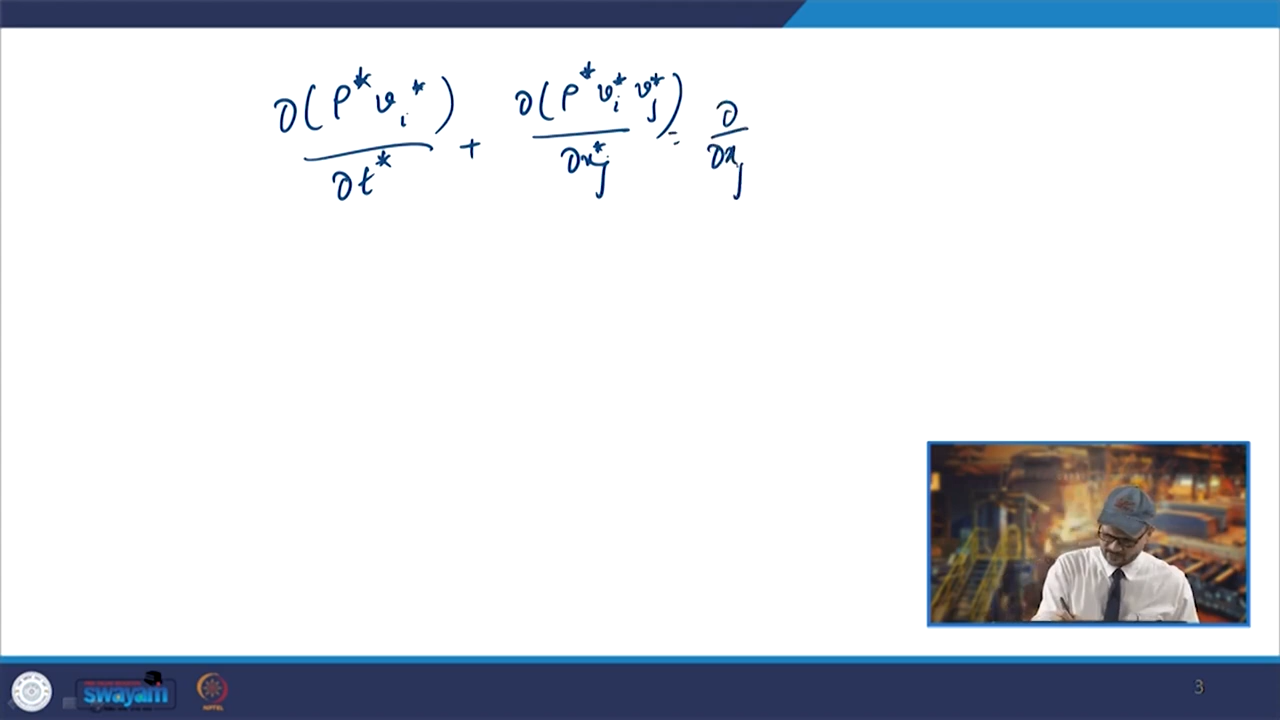 ∂(ρ* v_i*)/∂t* + ∂(ρ* v_i* v_j*)/∂x_j* = ∂/∂x_j
swayam
3